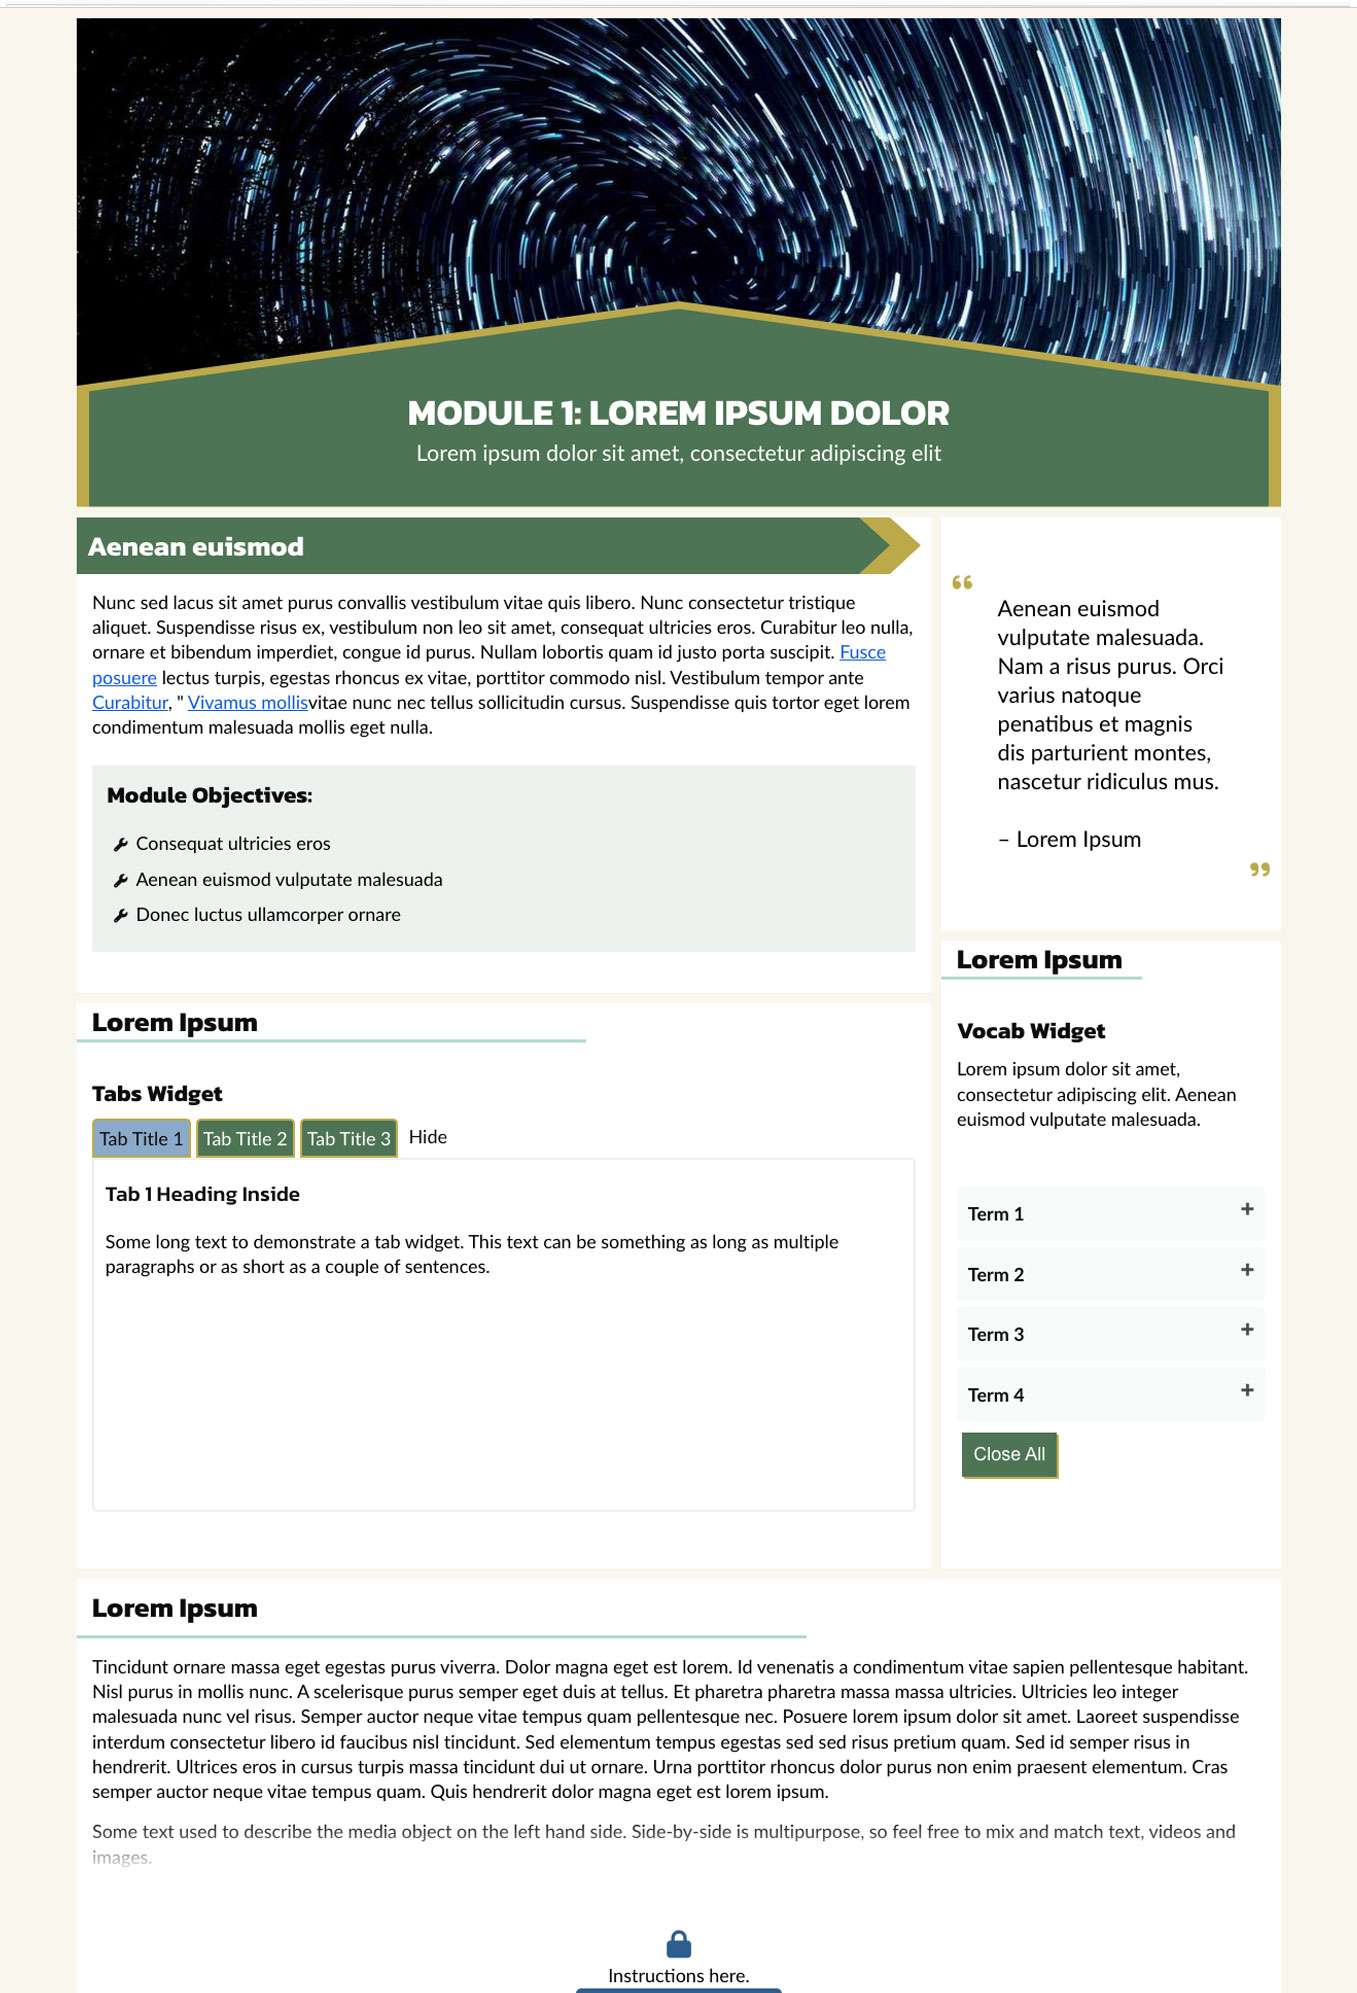 MODULE 1: LOREM IPSUM DOLOR
Lorem ipsum dolor sit amet, consectetur adipiscing elit
Aenean euismod
Nunc sed lacus sit amet purus convallis vestibulum vitae quis libero. Nunc consectetur tristique
aliquet. Suspendisse risus ex, vestibulum non leo sit amet, consequat ultricies eros. Curabitur leo nulla,
ornare et bibendum imperdiet, congue id purus. Nullam lobortis quam id justo porta suscipit. Fusce
posuere lectus turpis, egestas rhoncus ex vitae, porttitor commodo nisl. Vestibulum tempor ante
Curabitur, " Vivamus mollisvitae nunc nec tellus sollicitudin cursus. Suspendisse quis tortor eget lorem
condimentum malesuada mollis eget nulla.
Module Objectives:
Consequat ultricies eros
Aenean euismod vulputate malesuada
Donec luctus ullamcorper ornare
“
Aenean euismod
vulputate malesuada.
Nam a risus purus. Orci
varius natoque
penatibus et magnis
dis parturient montes,
nascetur ridiculus mus.
– Lorem Ipsum
”
Lorem Ipsum
Tabs Widget
Tab Title 1 Tab Title 2 Tab Title 3 Hide
Tab 1 Heading Inside
Some long text to demonstrate a tab widget. This text can be something as long as multiple
paragraphs or as short as a couple of sentences.
Lorem Ipsum
Vocab Widget
Lorem ipsum dolor sit amet,
consectetur adipiscing elit. Aenean
euismod vulputate malesuada.
Term 1 +
Term 2 +
Term 3 +
Term 4 +
Close All
Lorem Ipsum
Tincidunt ornare massa eget egestas purus viverra. Dolor magna eget est lorem. Id venenatis a condimentum vitae sapien pellentesque habitant.
Nisl purus in mollis nunc. A scelerisque purus semper eget duis at tellus. Et pharetra pharetra massa massa ultricies. Ultricies leo integer
malesuada nunc vel risus. Semper auctor neque vitae tempus quam pellentesque nec. Posuere lorem ipsum dolor sit amet. Laoreet suspendisse
interdum consectetur libero id faucibus nisl tincidunt. Sed elementum tempus egestas sed sed risus pretium quam. Sed id semper risus in
hendrerit. Ultrices eros in cursus turpis massa tincidunt dui ut ornare. Urna porttitor rhoncus dolor purus non enim praesent elementum. Cras
semper auctor neque vitae tempus quam. Quis hendrerit dolor magna eget est lorem ipsum.
Some text used to describe the media object on the left hand side. Side-by-side is multipurpose, so feel free to mix and match text, videos and
images.
Instructions here.